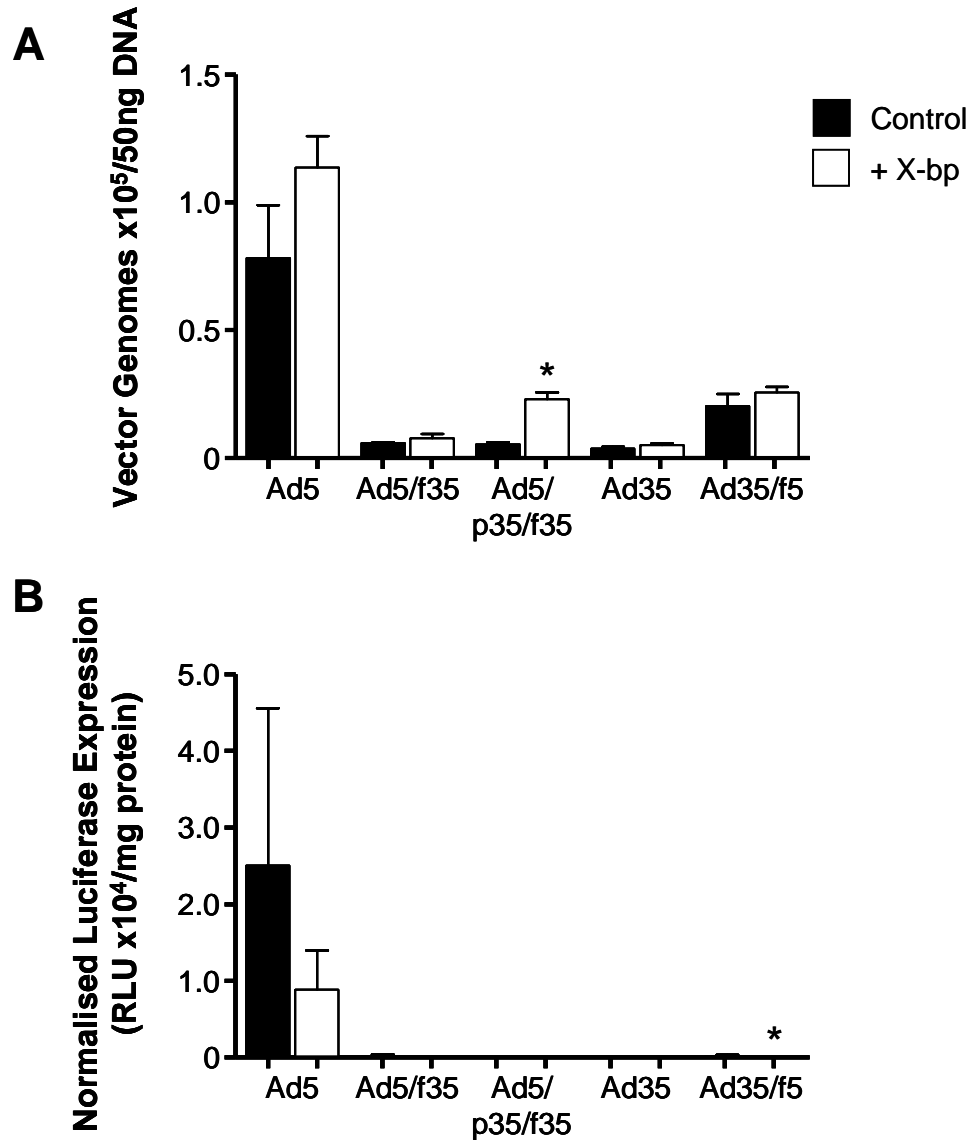 A
Vector Genomes x10⁵/50ng DNA
1.5
1.0
0.5
0
Control
+ X-bp
*
Ad5
Ad5/f35
Ad5/
p35/f35
Ad35
Ad35/f5
B
Normalised Luciferase Expression
(RLU x10⁴/mg protein)
5.0
4.0
3.0
2.0
1.0
0
*
Ad5
Ad5/f35
Ad5/
p35/f35
Ad35
Ad35/f5